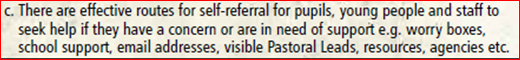 c. There are effective routes for self-referral for pupils, young people and staff to
seek help if they have a concern or are in need of support e.g. worry boxes,
school support, email addresses, visible Pastoral Leads, resources, agencies etc.